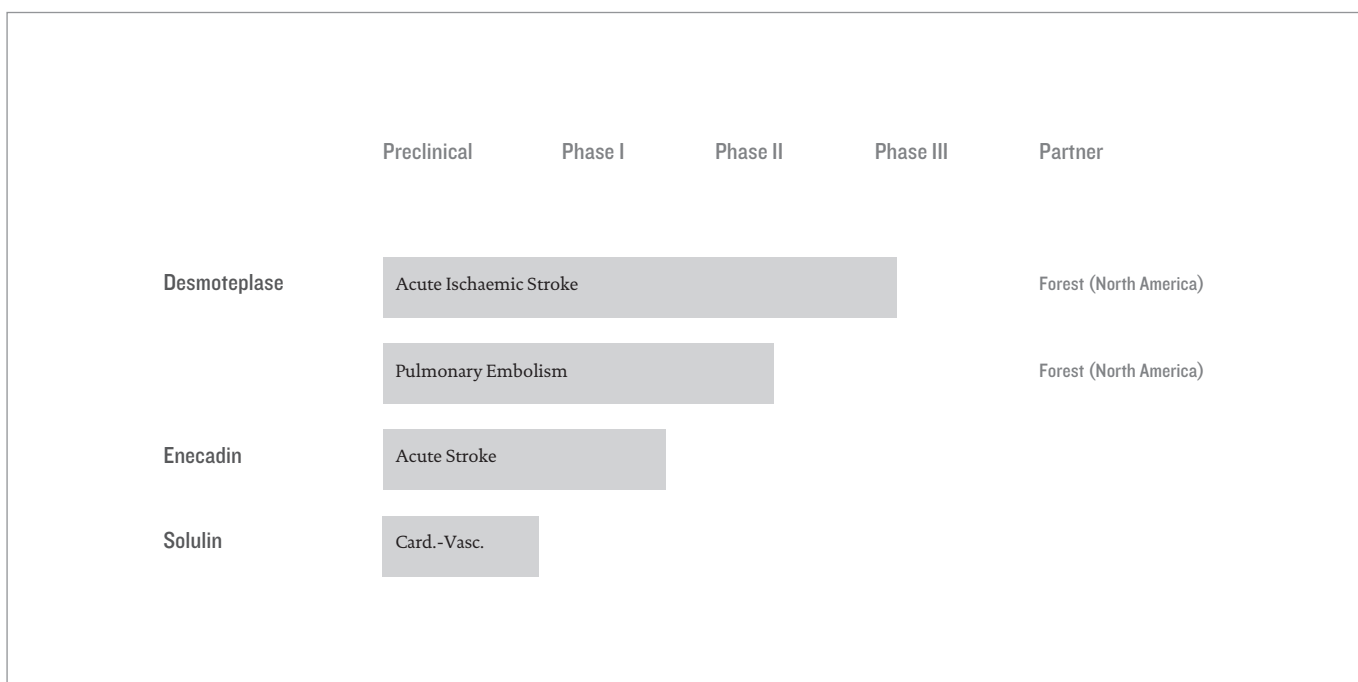 Preclinical Phase I Phase II Phase III Partner
Desmoteplase Acute Ischaemic Stroke Forest (North America)
Pulmonary Embolism Forest (North America)
Enecadin Acute Stroke
Solulin Card.-Vasc.